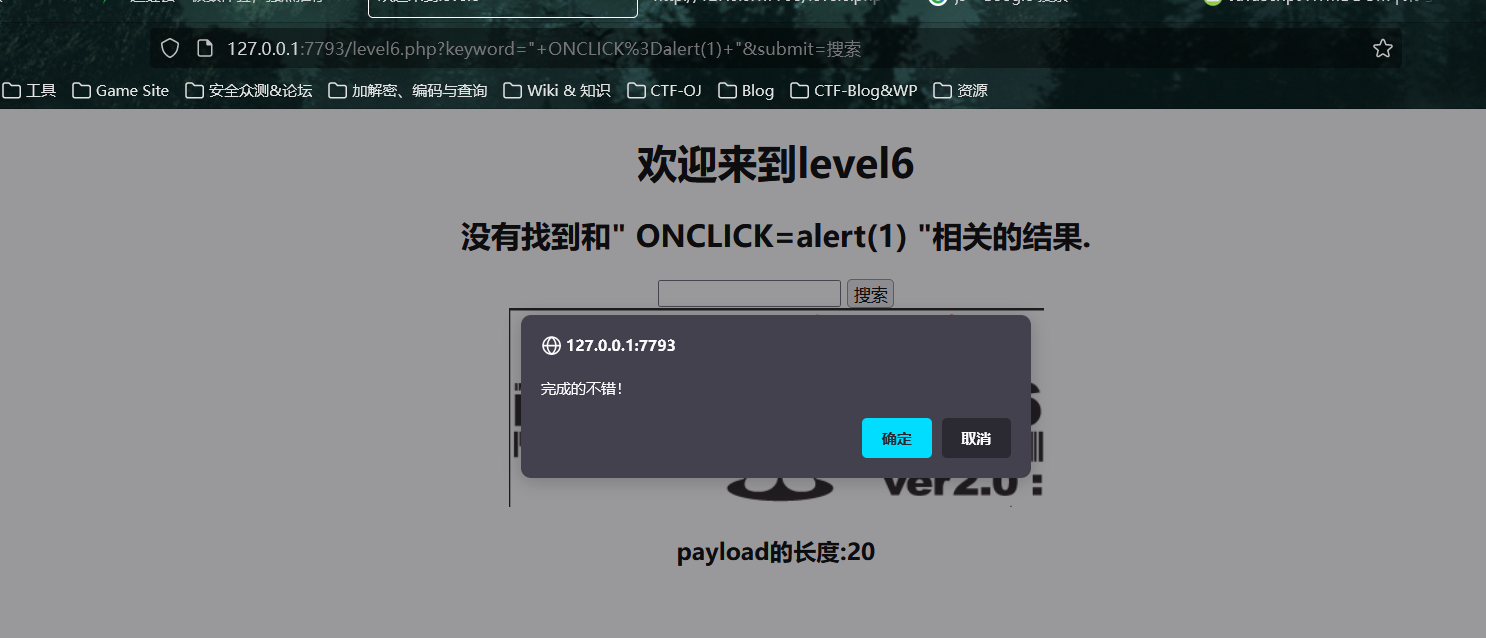 127.0.0.1:7793/level6.php?keyword="+ONCLICK%3Dalert(1)+"&submit=搜索
工具 Game Site 安全众测&论坛 加解密、编码与查询 Wiki & 知识 CTF-OJ Blog CTF-Blog&WP 资源
欢迎来到level6
没有找到和" ONCLICK=alert(1) "相关的结果.
搜索
127.0.0.1:7793
完成的不错！
确定 取消
ver2.0 :
payload的长度:20